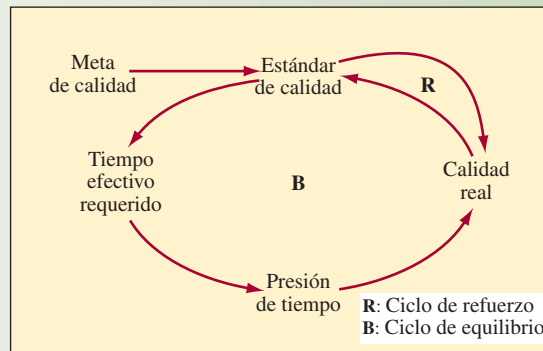 Meta
de calidad
Estándar
de calidad
R
Tiempo
efectivo
requerido
B
Calidad
real
Presión
de tiempo
R: Ciclo de refuerzo
B: Ciclo de equilibrio